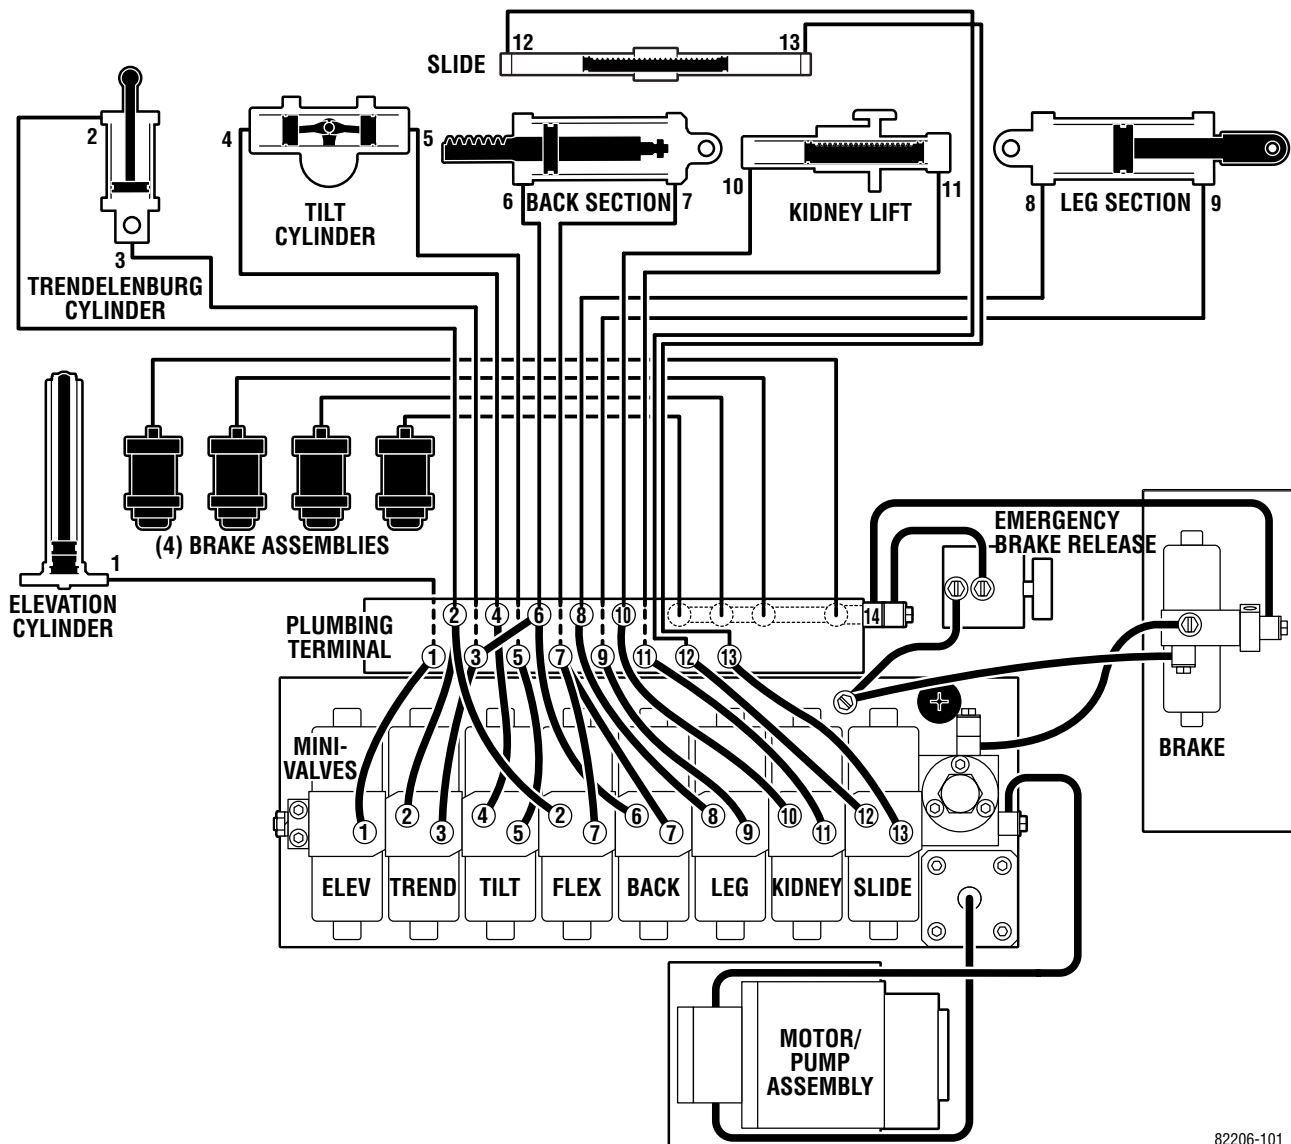 12
13
SLIDE
2
4
5
6
BACK SECTION
7
10
11
KIDNEY LIFT
8
LEG SECTION
9
TILT
CYLINDER
3
TRENDELENBURG
CYLINDER
(4) BRAKE ASSEMBLIES
1
ELEVATION
CYLINDER
EMERGENCY
BRAKE RELEASE
PLUMBING
TERMINAL
2
4
6
8
10
14
1
3
5
7
9
11
12
13
BRAKE
MINI-
VALVES
1
2
3
4
5
2
7
6
7
8
9
10
11
12
13
ELEV
TREND
TILT
FLEX
BACK
LEG
KIDNEY
SLIDE
MOTOR/
PUMP
ASSEMBLY
82206-101